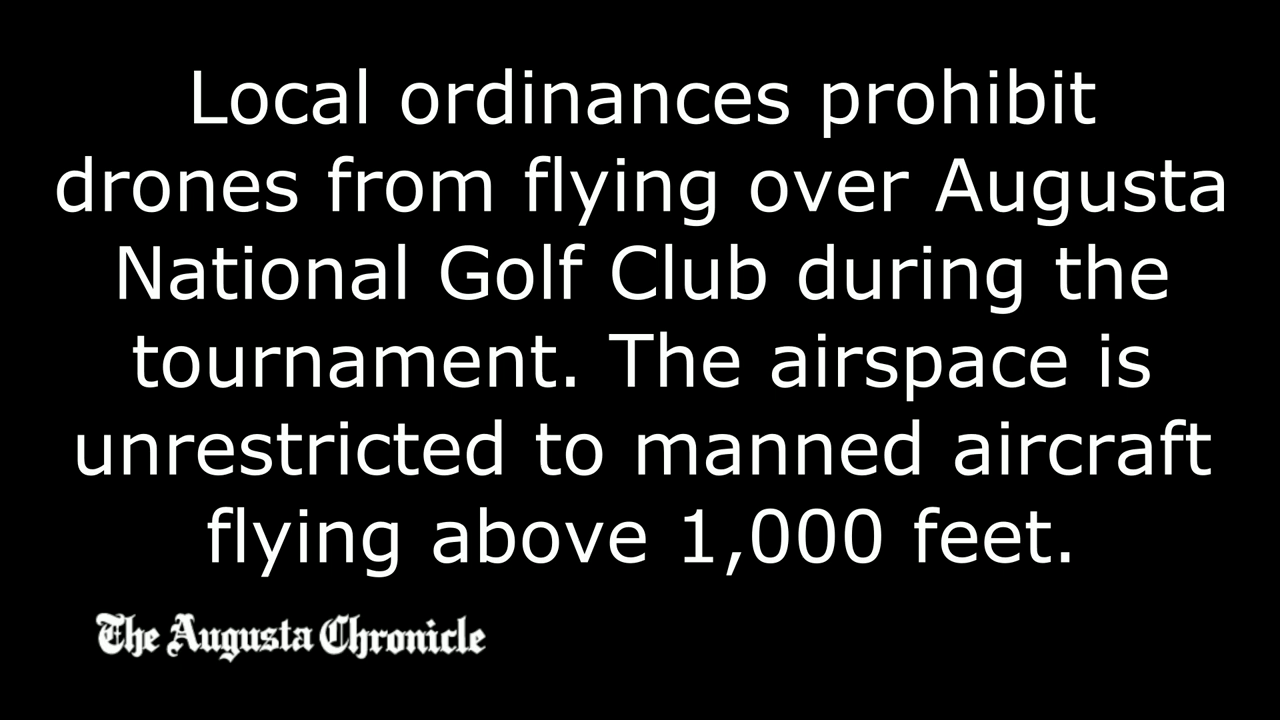 Local ordinances prohibit
drones from flying over Augusta
National Golf Club during the
tournament. The airspace is
unrestricted to manned aircraft
flying above 1,000 feet.
The Augusta Chronicle